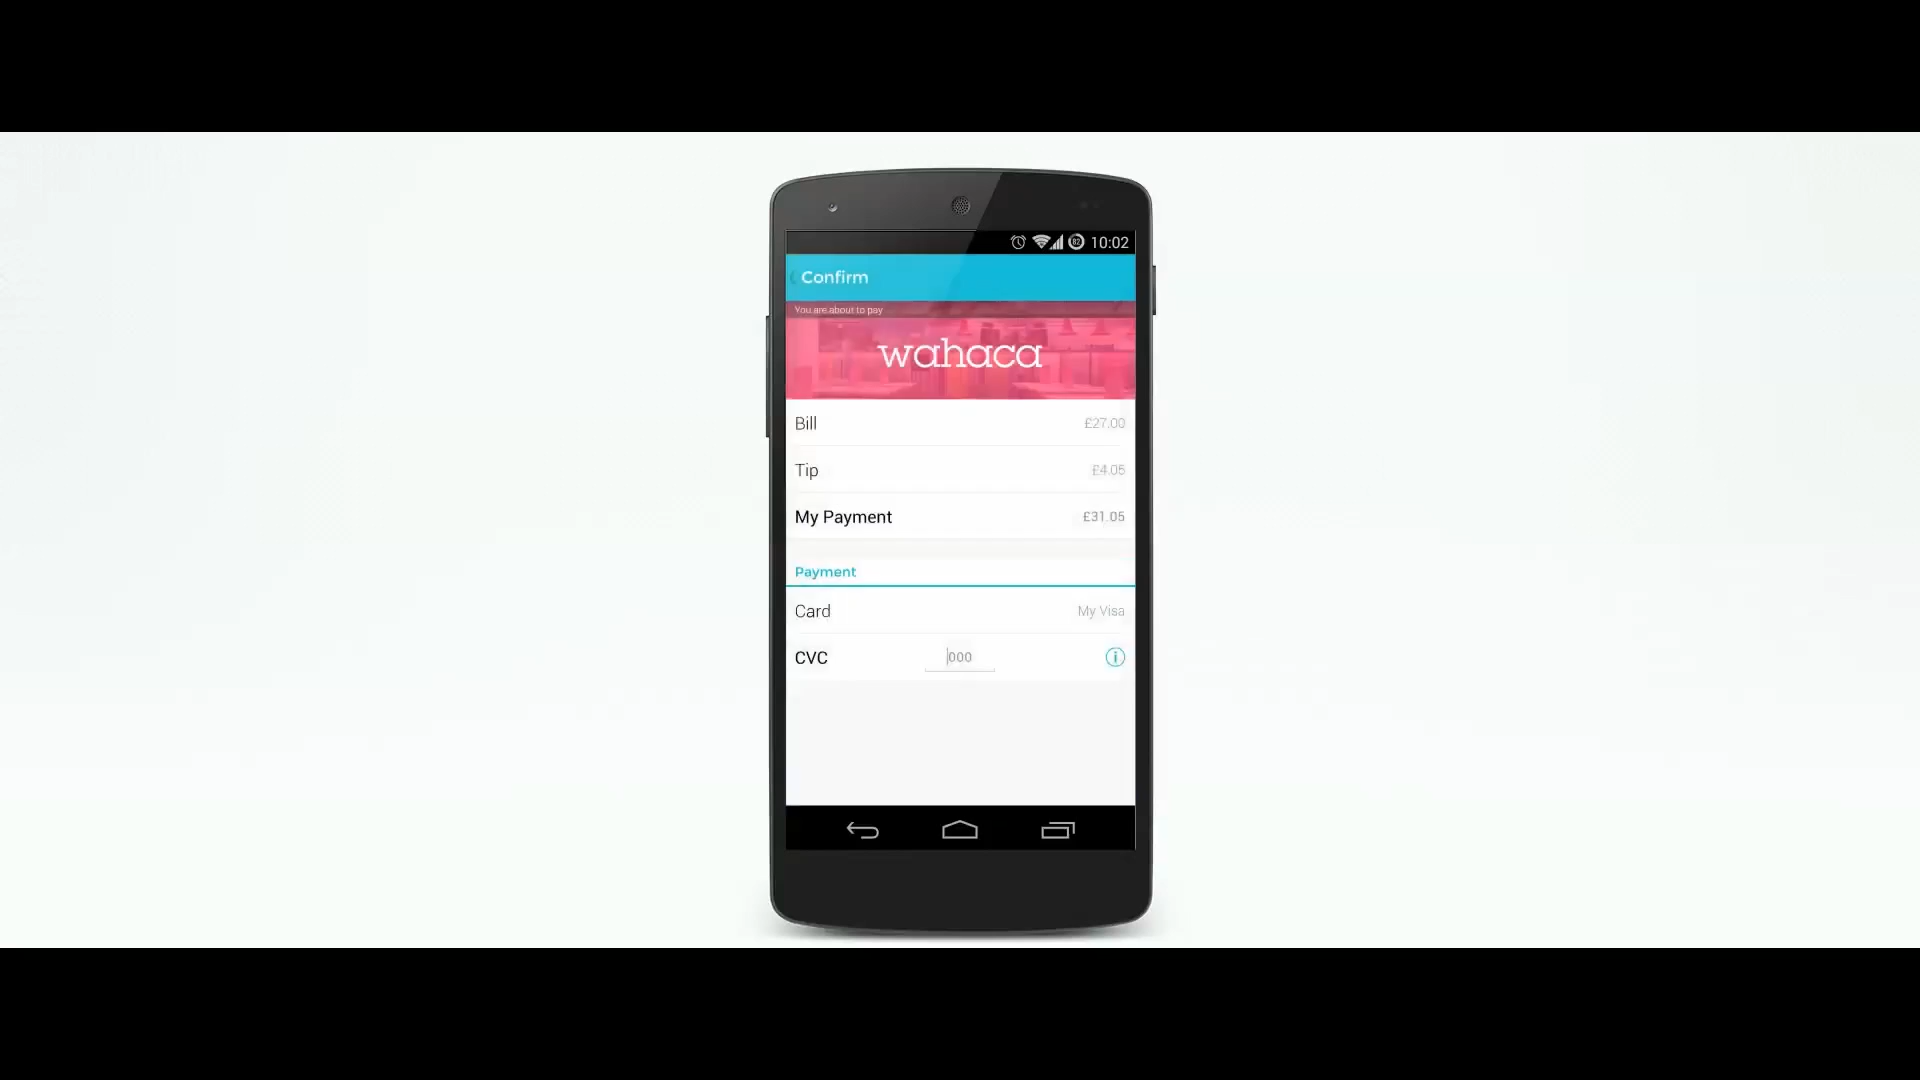 82 10:02
Confirm
You are about to pay
wahaca
Bill £27.00
Tip £4.05
My Payment £31.05
Payment
Card My Visa
CVC 000